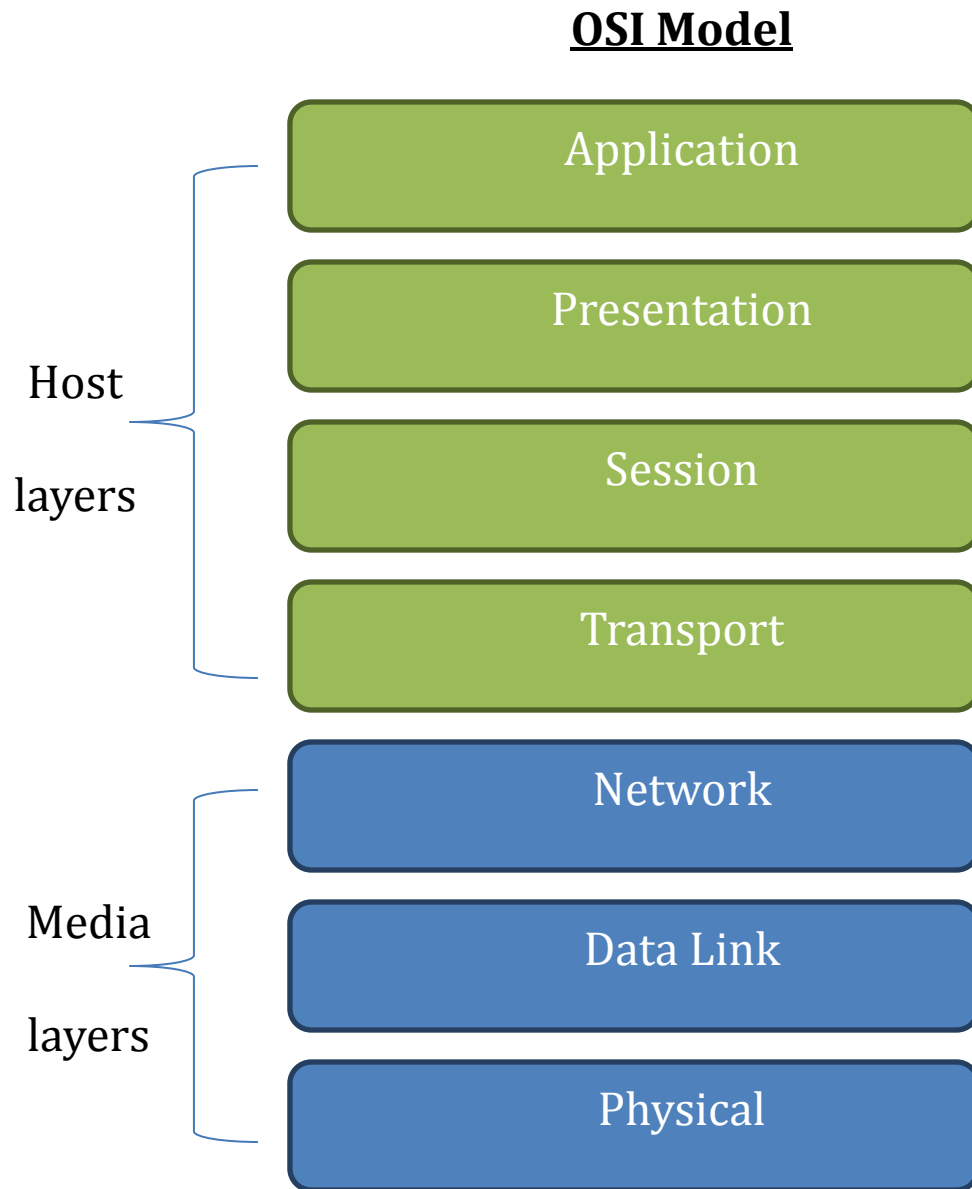 OSI Model
Application
Presentation
Host
layers
Session
Transport
Network
Media
layers
Data Link
Physical